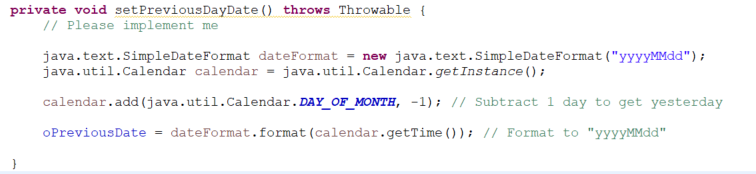 private void setPreviousDayDate() throws Throwable {
// Please implement me
java.text.SimpleDateFormat dateFormat = new java.text.SimpleDateFormat("yyyyMMdd");
java.util.Calendar calendar = java.util.Calendar.getInstance();
calendar.add(java.util.Calendar.DAY_OF_MONTH, -1); // Subtract 1 day to get yesterday
oPreviousDate = dateFormat.format(calendar.getTime()); // Format to "yyyyMMdd"
}